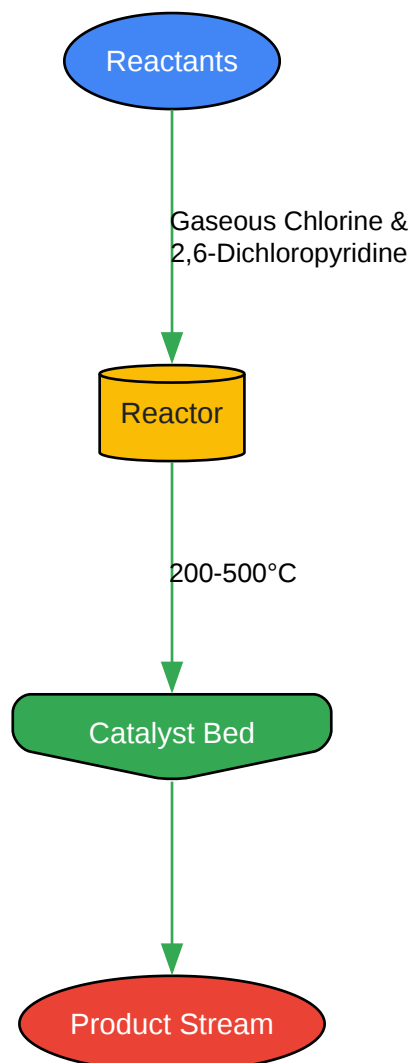 Reactants
Gaseous Chlorine &
2,6-Dichloropyridine
Reactor
200-500°C
Catalyst Bed
Product Stream